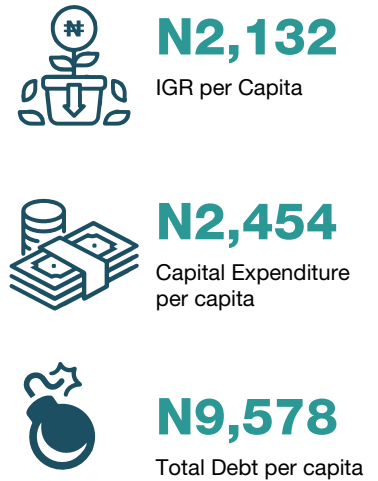 ₦
N2,132
IGR per Capita
N2,454
Capital Expenditure
per capita
N9,578
Total Debt per capita